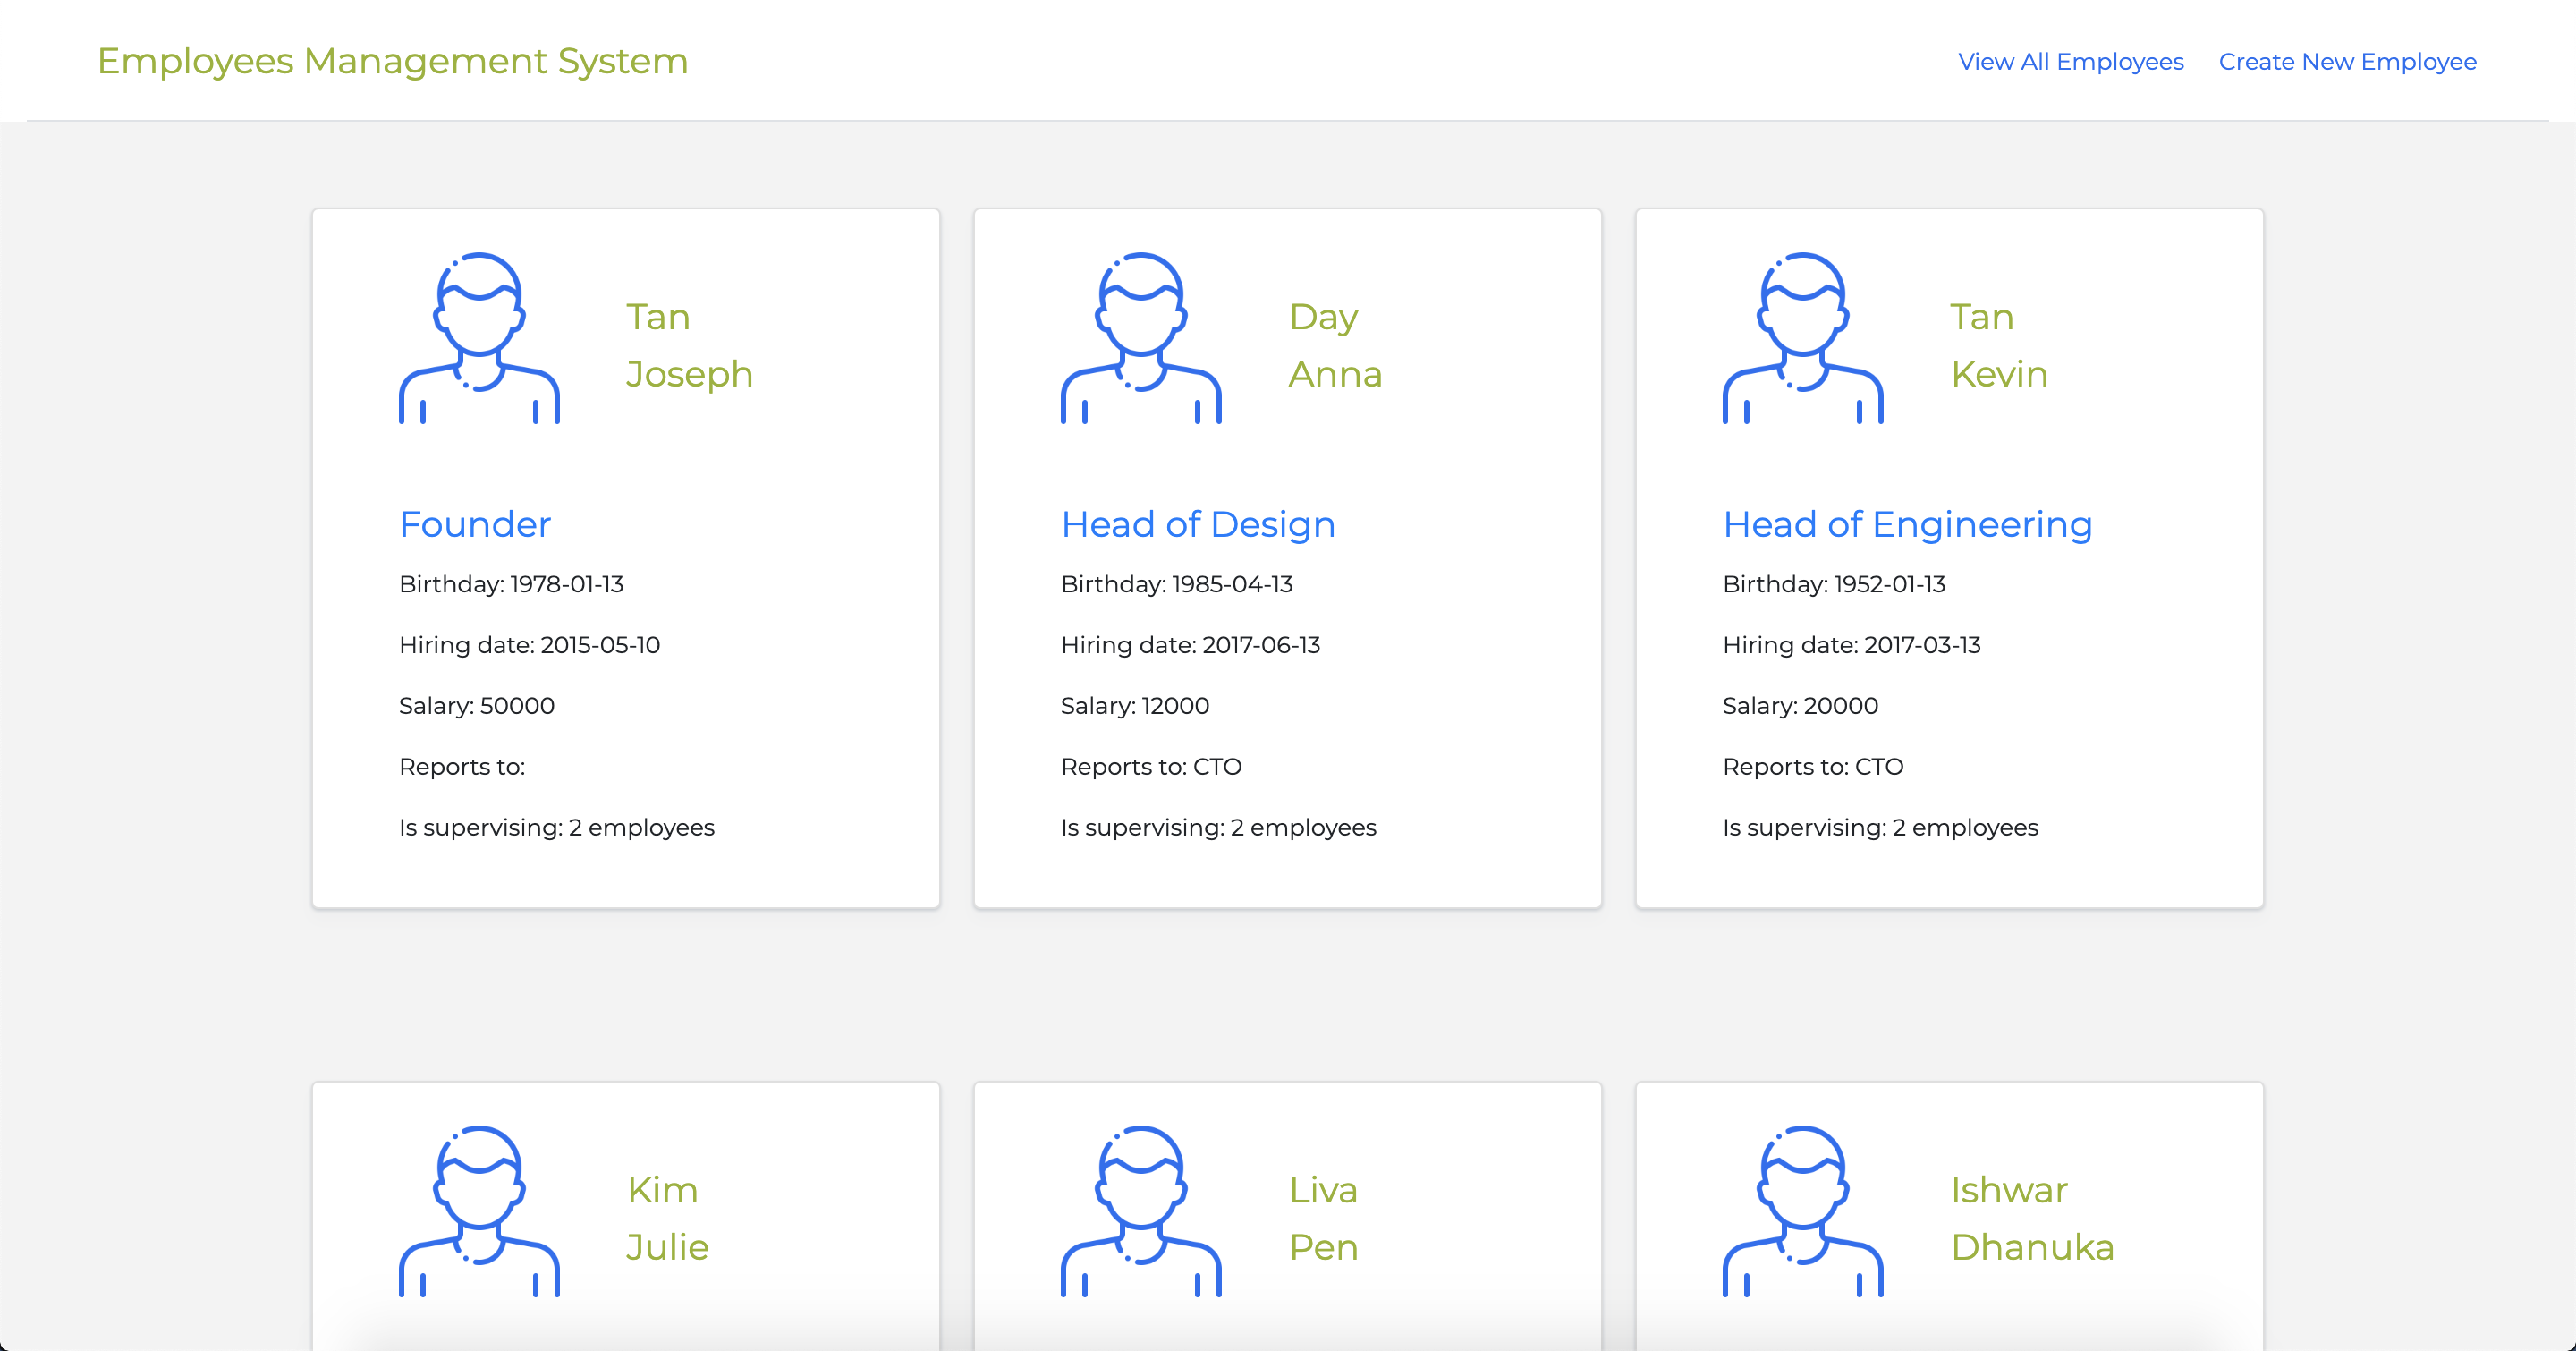 Employees Management System
View All Employees
Create New Employee
Tan
Joseph
Founder
Birthday: 1978-01-13
Hiring date: 2015-05-10
Salary: 50000
Reports to:
Is supervising: 2 employees
Day
Anna
Head of Design
Birthday: 1985-04-13
Hiring date: 2017-06-13
Salary: 12000
Reports to: CTO
Is supervising: 2 employees
Tan
Kevin
Head of Engineering
Birthday: 1952-01-13
Hiring date: 2017-03-13
Salary: 20000
Reports to: CTO
Is supervising: 2 employees
Kim
Julie
Liva
Pen
Ishwar
Dhanuka